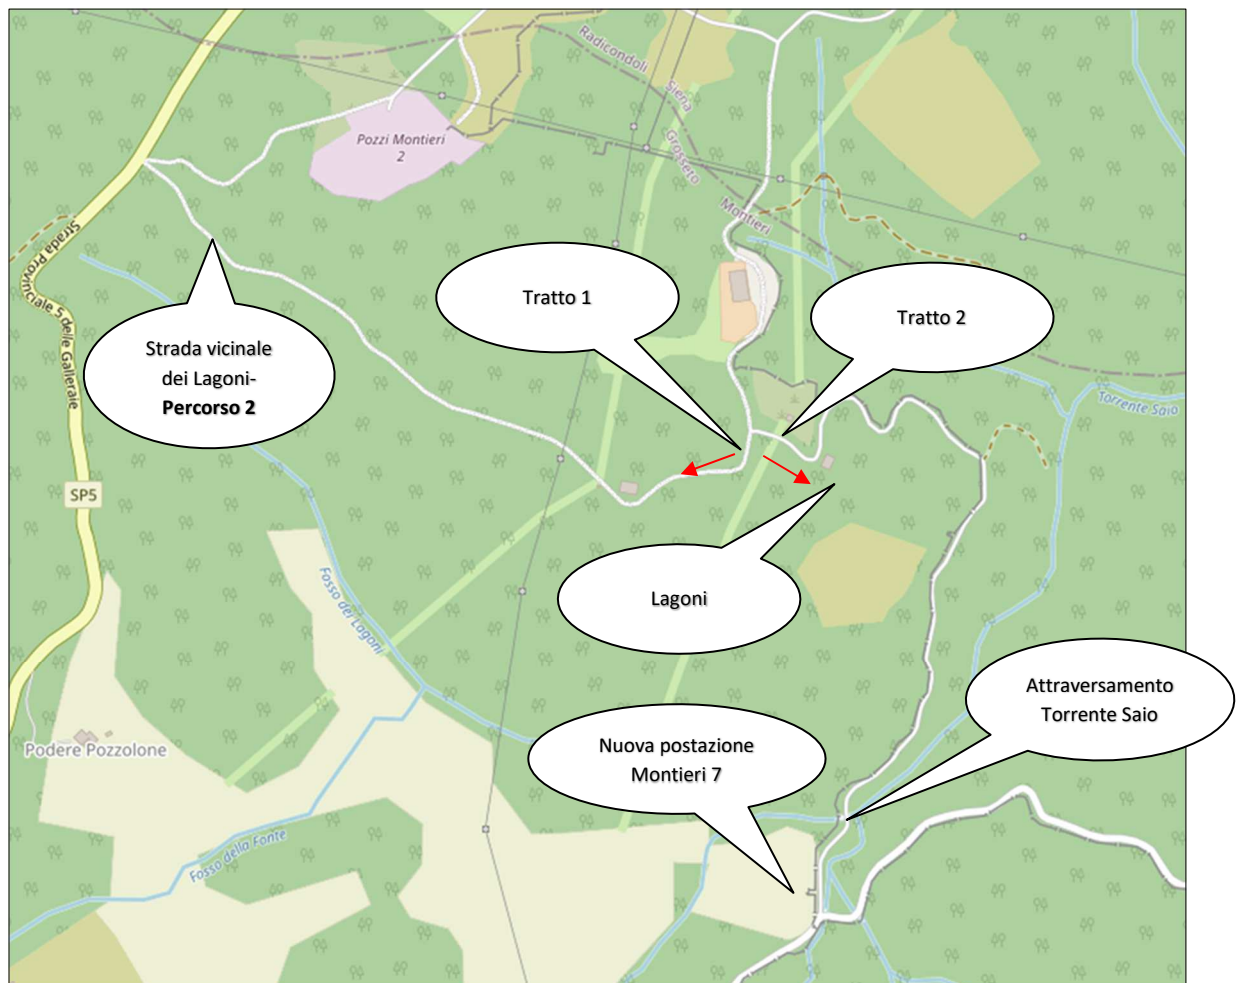 Radicondoli
Siena
Grosseto
Montieri
Pozzi Montieri
2
Strada Provinciale 5 delle Galleraie
Tratto 1
Tratto 2
Strada vicinale
dei Lagoni-
Percorso 2
Torrente Saio
SP5
Lagoni
Fosso dei Lagoni
Attraversamento
Torrente Saio
Nuova postazione
Montieri 7
Podere Pozzolone
Fosso della Fonte